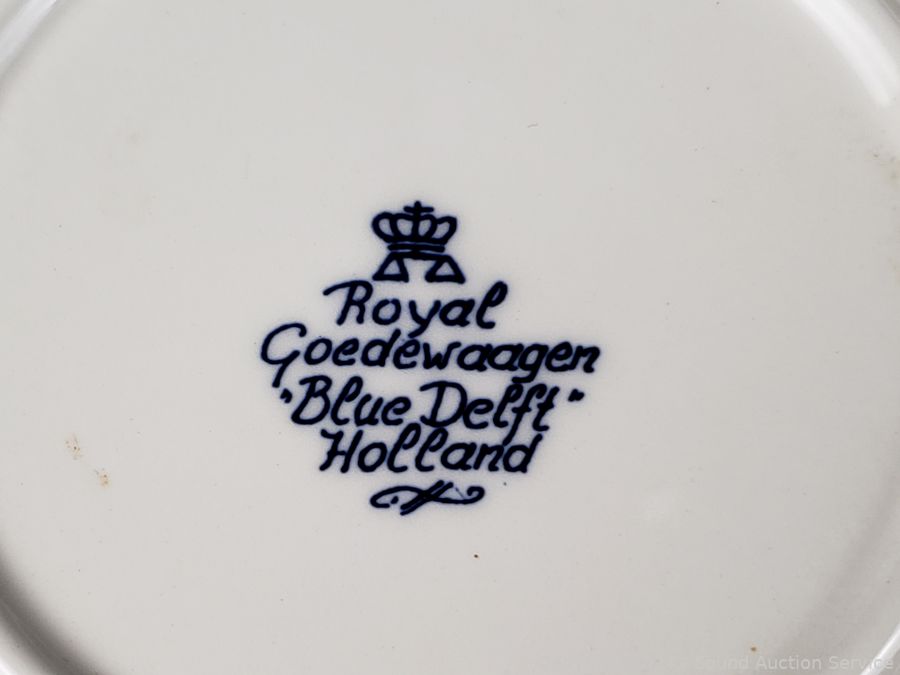 Royal
Goedewaagen
"Blue Delft"
Holland
Sound Auction Service